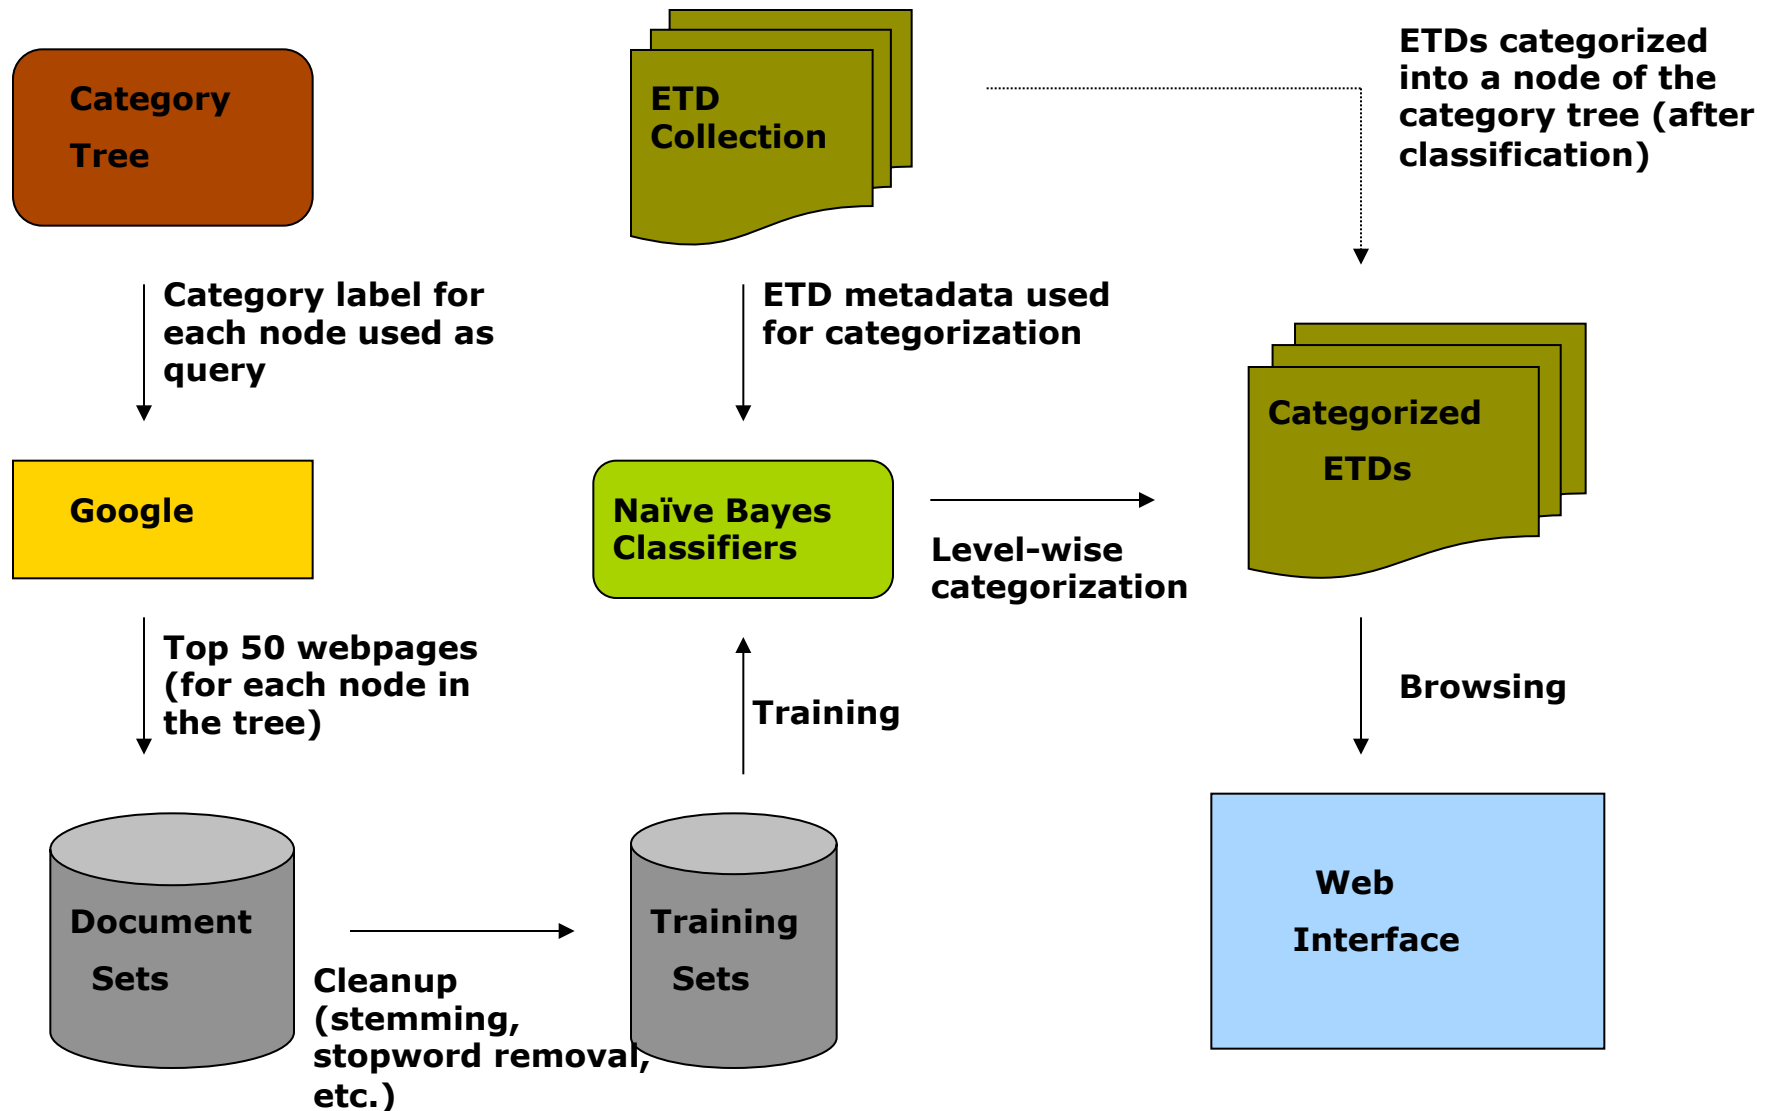 Category
Tree
ETD
Collection
ETDs categorized
into a node of the
category tree (after
classification)
Category label for
each node used as
query
ETD metadata used
for categorization
Categorized
ETDs
Google
Naïve Bayes
Classifiers
Level-wise
categorization
Top 50 webpages
(for each node in
the tree)
Training
Browsing
Document
Sets
Cleanup
(stemming,
stopword removal,
etc.)
Training
Sets
Web
Interface